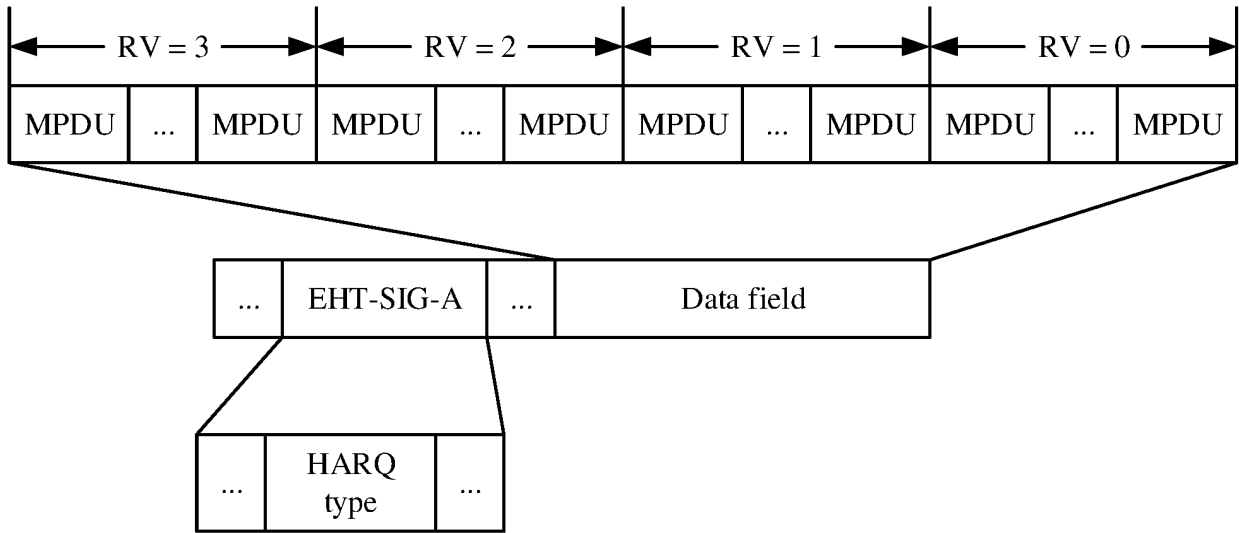 RV = 3 RV = 2 RV = 1 RV = 0
MPDU ... MPDU MPDU ... MPDU MPDU ... MPDU MPDU ... MPDU
... EHT-SIG-A ... Data field
... HARQ type ...